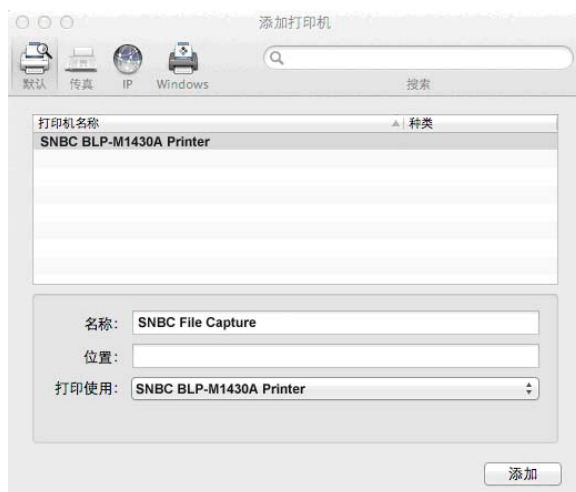 添加打印机
默认 传真 IP Windows 搜索
打印机名称 种类
SNBC BLP-M1430A Printer
名称: SNBC File Capture
位置:
打印使用: SNBC BLP-M1430A Printer
添加